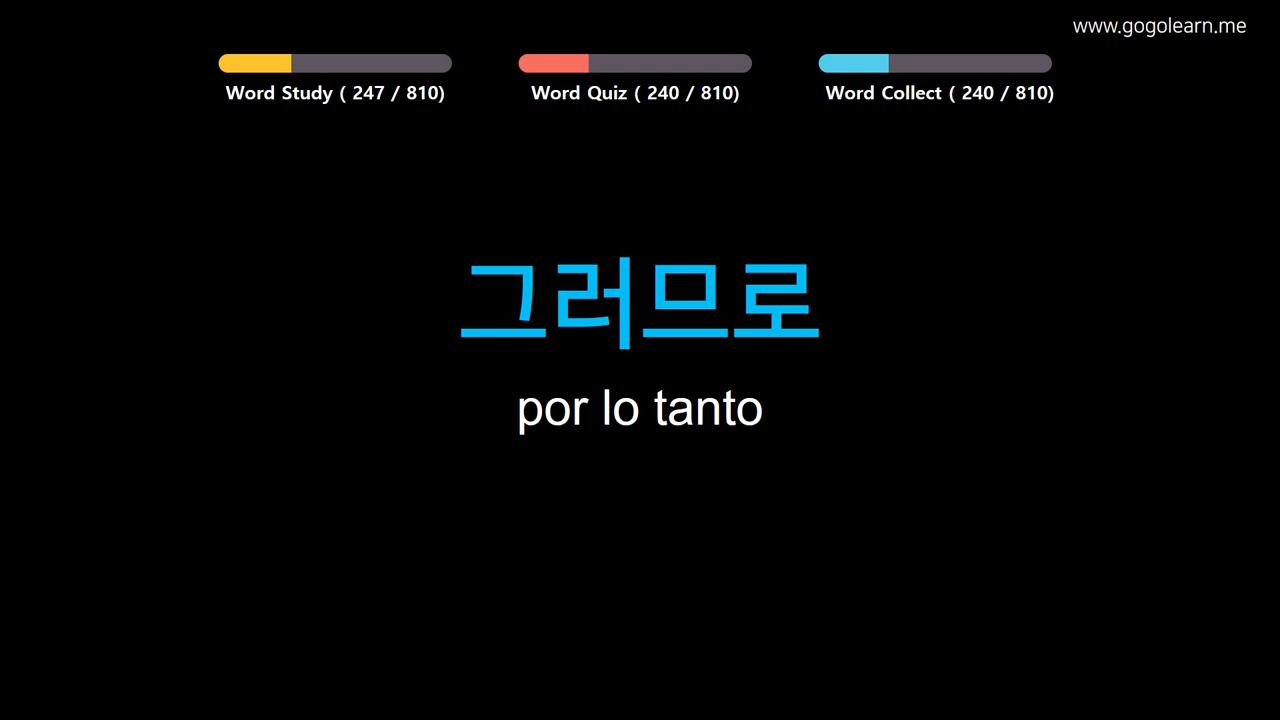 www.gogolearn.me
Word Study ( 247 / 810)
Word Quiz ( 240 / 810)
Word Collect ( 240 / 810)
그러므로
por lo tanto